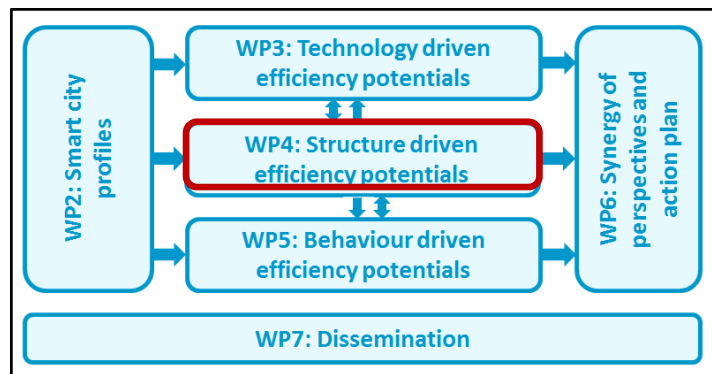 WP2: Smart city
profiles
WP3: Technology driven
efficiency potentials
WP4: Structure driven
efficiency potentials
WP5: Behaviour driven
efficiency potentials
WP6: Synergy of
perspectives and
action plan
WP7: Dissemination